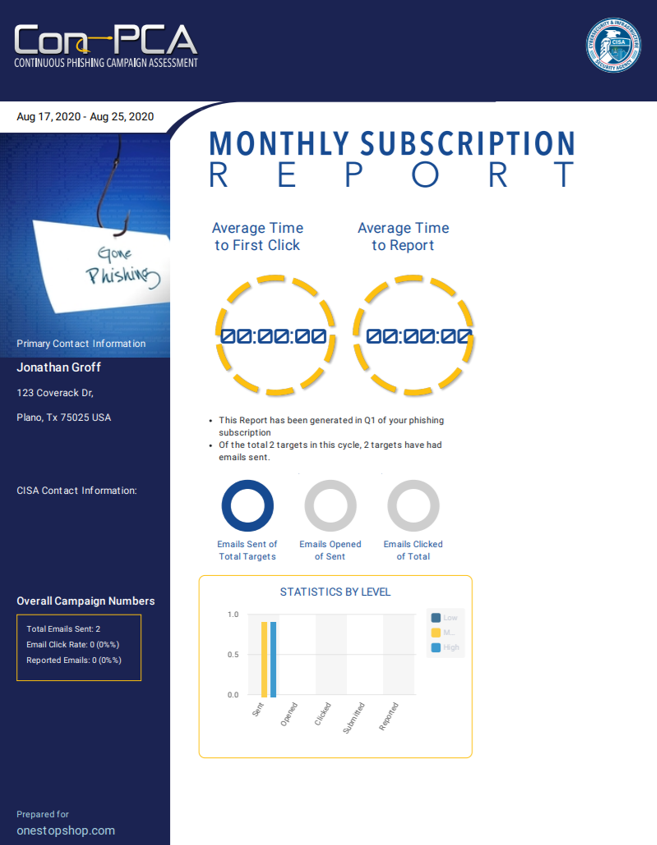 Con-PCA
CONTINUOUS PHISHING CAMPAIGN ASSESSMENT
CYBERSECURITY & INFRASTRUCTURE
CISA
SECURITY AGENCY
Aug 17, 2020 - Aug 25, 2020
Gone
Phishing
Primary Contact Information
Jonathan Groff
123 Coverack Dr,
Plano, Tx 75025 USA
CISA Contact Information:
Overall Campaign Numbers
Total Emails Sent: 2
Email Click Rate: 0 (0%%)
Reported Emails: 0 (0%%)
Prepared for
onestopshop.com
MONTHLY SUBSCRIPTION
REPORT
Average Time
to First Click
Average Time
to Report
00:00:00
00:00:00
• This Report has been generated in Q1 of your phishing
subscription
• Of the total 2 targets in this cycle, 2 targets have had
emails sent.
Emails Sent of
Total Targets
Emails Opened
of Sent
Emails Clicked
of Total
STATISTICS BY LEVEL
1.0
0.5
0.0
Sent
Opened
Clicked
Submitted
Reported
Low
M...
High